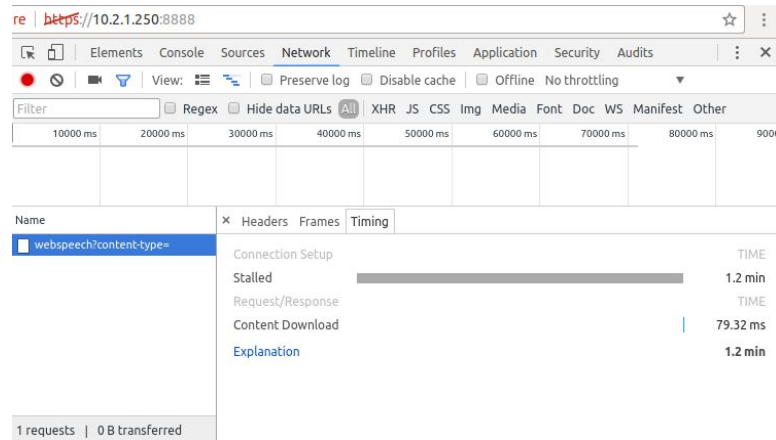 re | https://10.2.1.250:8888
Elements Console Sources Network Timeline Profiles Application Security Audits
View: Preserve log Disable cache Offline No throttling
Filter Regex Hide data URLs All XHR JS CSS Img Media Font Doc WS Manifest Other
10000 ms 20000 ms 30000 ms 40000 ms 50000 ms 60000 ms 70000 ms 80000 ms 900
Name × Headers Frames Timing
webspeech?content-type=
Connection Setup TIME
Stalled 1.2 min
Request/Response TIME
Content Download 79.32 ms
Explanation 1.2 min
1 requests | 0 B transferred